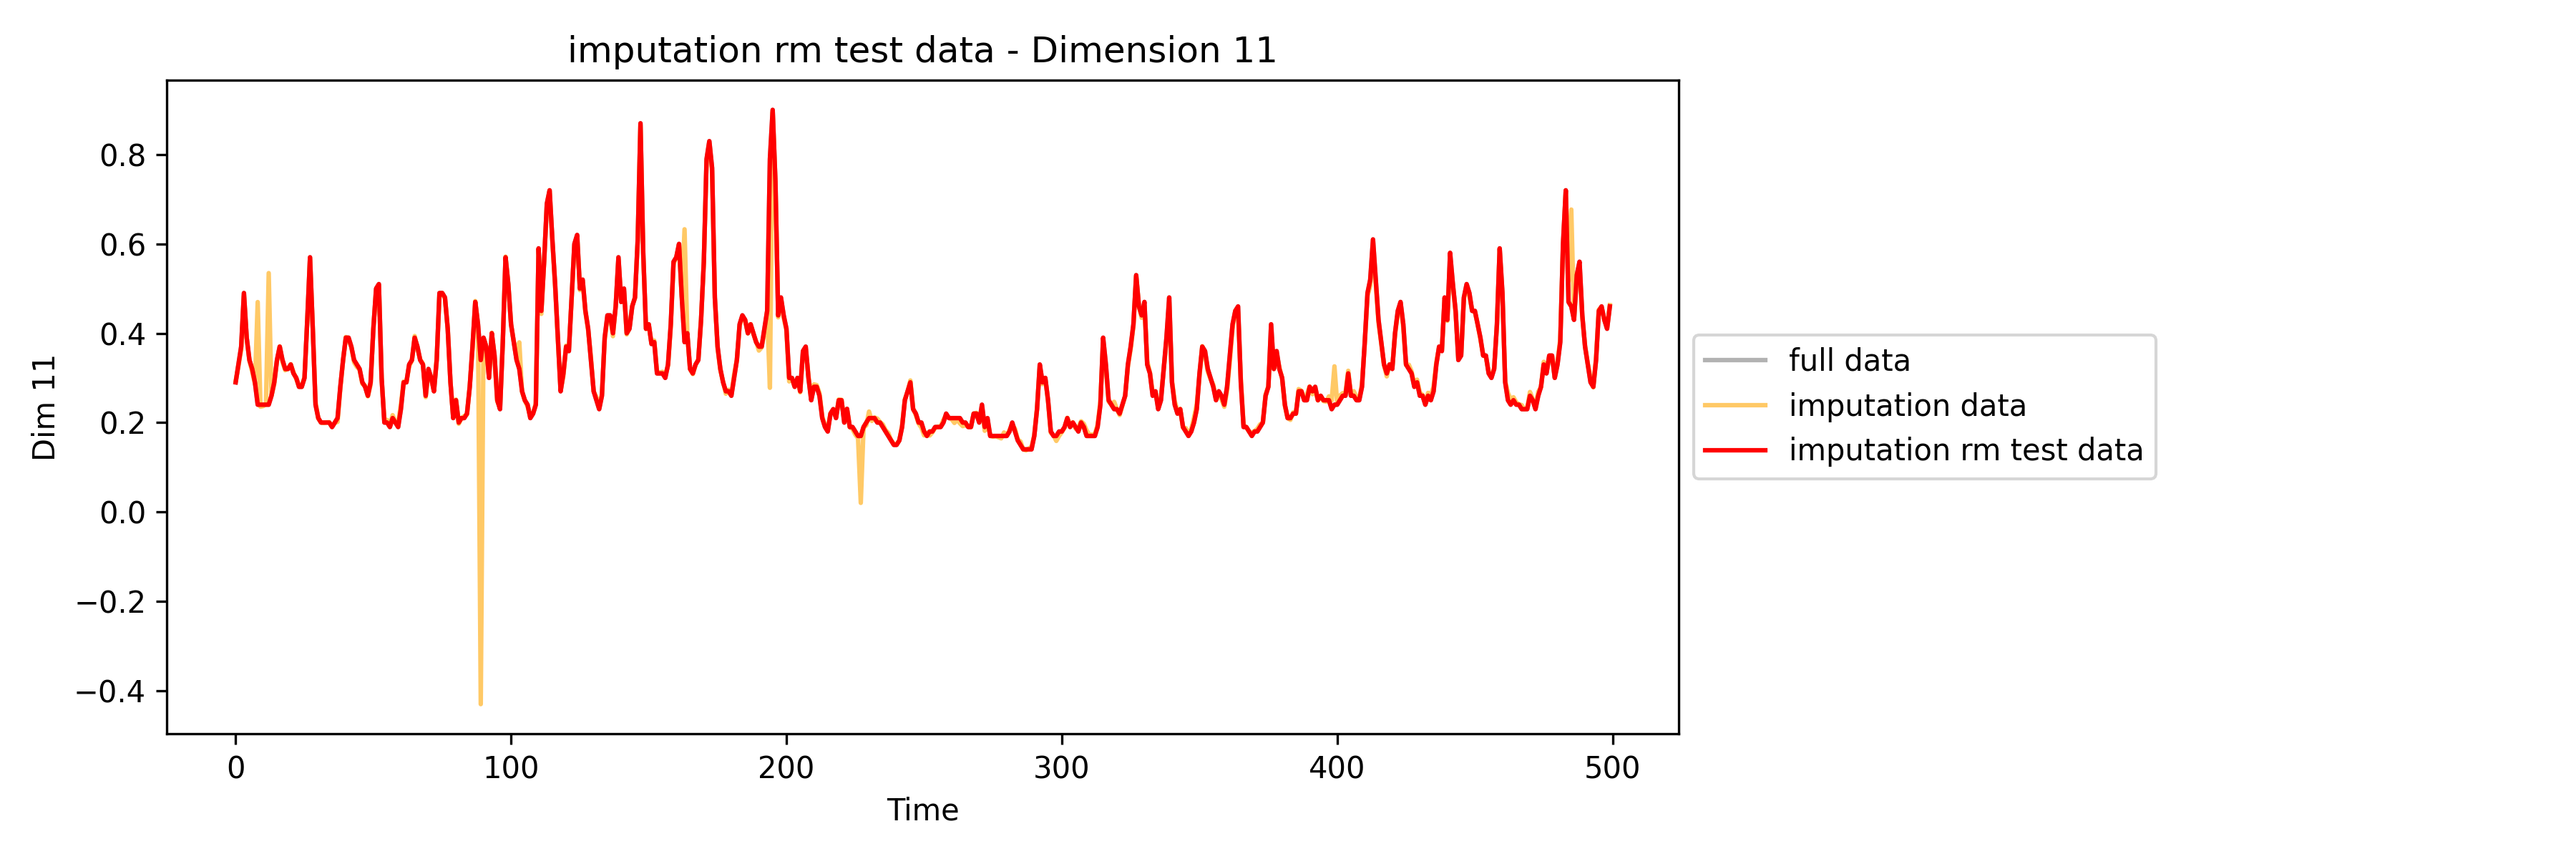 imputation rm test data - Dimension 11
Dim 11
0.8
0.6
0.4
0.2
0.0
−0.2
−0.4
0 100 200 300 400 500
Time
full data
imputation data
imputation rm test data